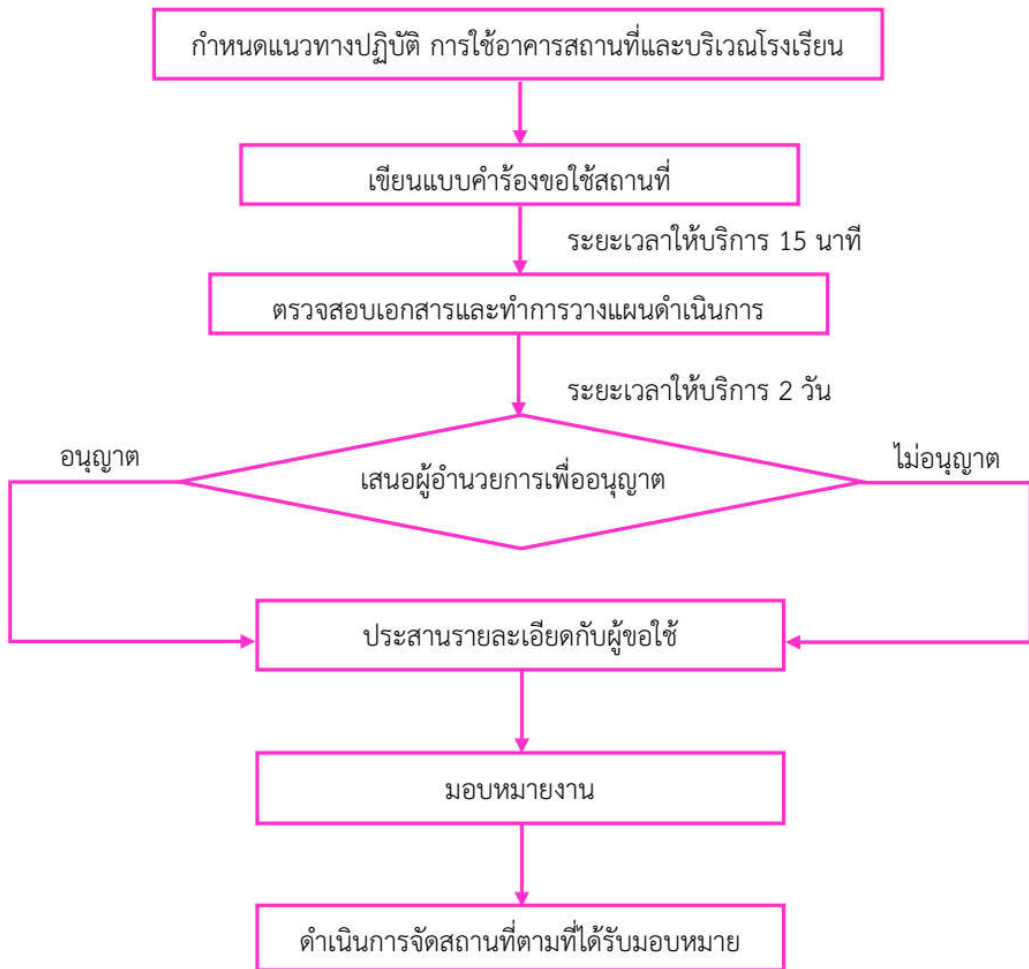 กำหนดแนวทางปฏิบัติ การใช้อาคารสถานที่และบริเวณโรงเรียน
เขียนแบบคำร้องขอใช้สถานที่
ระยะเวลาให้บริการ 15 นาที
ตรวจสอบเอกสารและทำการวางแผนดำเนินการ
ระยะเวลาให้บริการ 2 วัน
อนุญาต
เสนอผู้อำนวยการเพื่ออนุญาต
ไม่อนุญาต
ประสานรายละเอียดกับผู้ขอใช้
มอบหมายงาน
ดำเนินการจัดสถานที่ตามที่ได้รับมอบหมาย